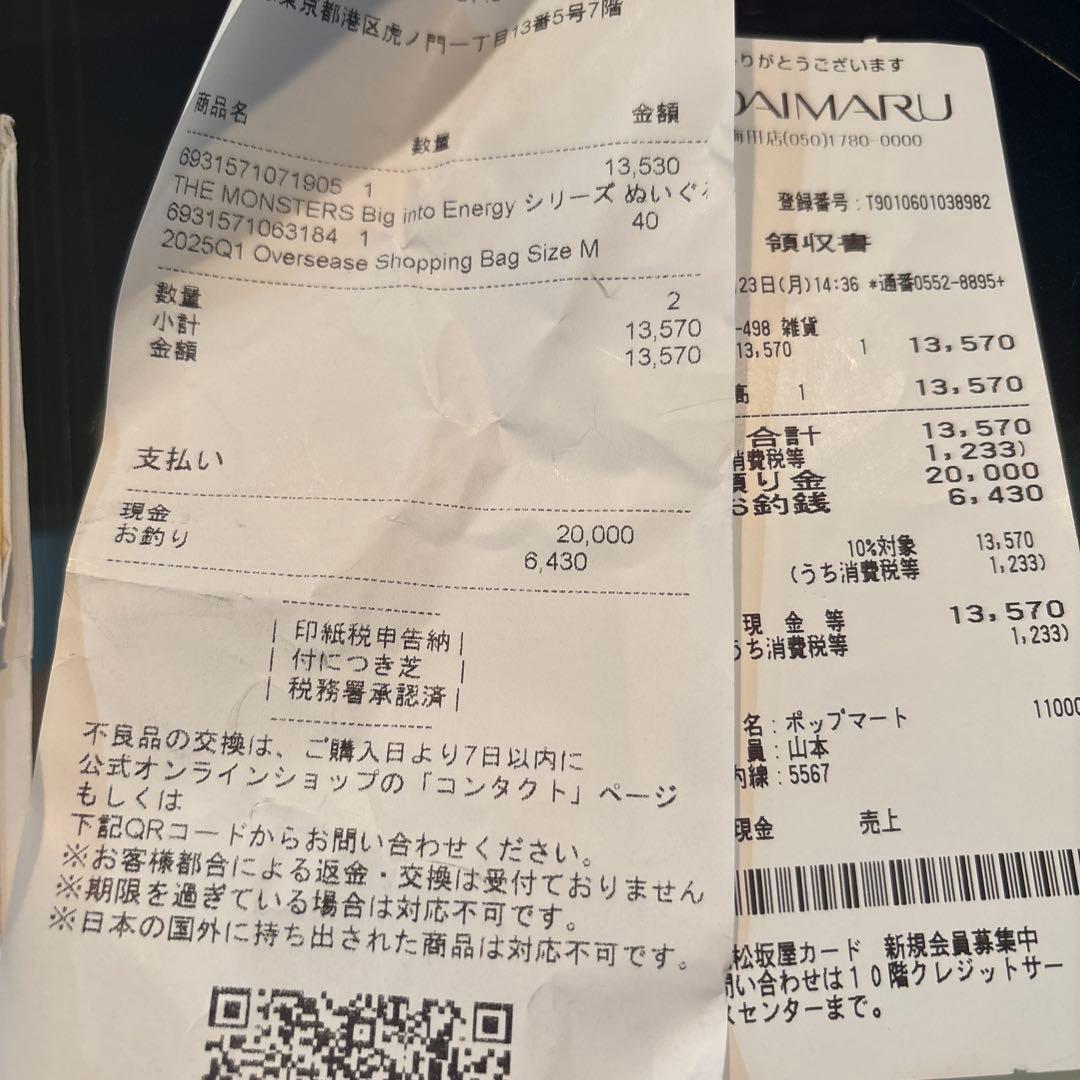 東京都港区虎ノ門一丁目13番5号7階
商品名 数量 金額
6931571071905 1 13,530
THE MONSTERS Big into Energy シリーズ ぬいぐ
6931571063184 1 40
2025Q1 Oversease Shopping Bag Size M
数量 2
小計 13,570
金額 13,570
支払い
現金 20,000
お釣り 6,430
印紙税申告納
付につき芝
税務署承認済
不良品の交換は、ご購入日より7日以内に
公式オンラインショップの「コンタクト」ページ
もしくは
下記QRコードからお問い合わせください。
※お客様都合による返金・交換は受付ておりません
※期限を過ぎている場合は対応不可です。
※日本の国外に持ち出された商品は対応不可です。
りがとうございます
DAIMARU
田店(050)1780-0000
登録番号:T9010601038982
領収書
23日(月)14:36 *通番0552-8895+
-498 雑貨
13,570 1 13,570
高 1 13,570
合計 13,570
消費税等 1,233)
り金 20,000
お釣銭 6,430
10%対象 13,570
(うち消費税等 1,233)
現金等 13,570
うち消費税等 1,233)
名:ポップマート 11000
員:山本
内線:5567
現金 売上
松坂屋カード 新規会員募集中
問い合わせは10階クレジットサー
スセンターまで。